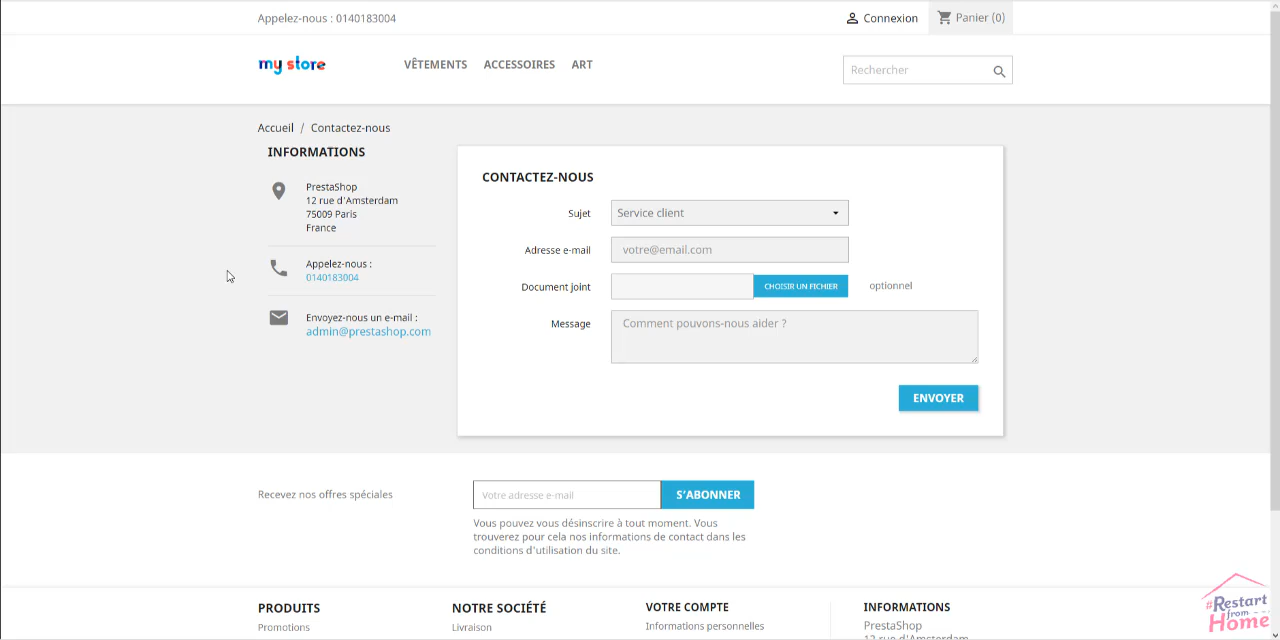 Appelez-nous : 0140183004
Connexion
Panier (0)
my store
VÊTEMENTS
ACCESSOIRES
ART
Rechercher
Accueil / Contactez-nous
INFORMATIONS
PrestaShop
12 rue d'Amsterdam
75009 Paris
France
Appelez-nous :
0140183004
Envoyez-nous un e-mail :
admin@prestashop.com
CONTACTEZ-NOUS
Sujet
Service client
Adresse e-mail
votre@email.com
Document joint
CHOISIR UN FICHIER
optionnel
Message
Comment pouvons-nous aider ?
ENVOYER
Recevez nos offres spéciales
Votre adresse e-mail
S'ABONNER
Vous pouvez vous désinscrire à tout moment. Vous
trouverez pour cela nos informations de contact dans les
conditions d'utilisation du site.
PRODUITS
Promotions
NOTRE SOCIÉTÉ
Livraison
VOTRE COMPTE
Informations personnelles
INFORMATIONS
PrestaShop
12 rue d'Amsterdam
#Restart
from
Home